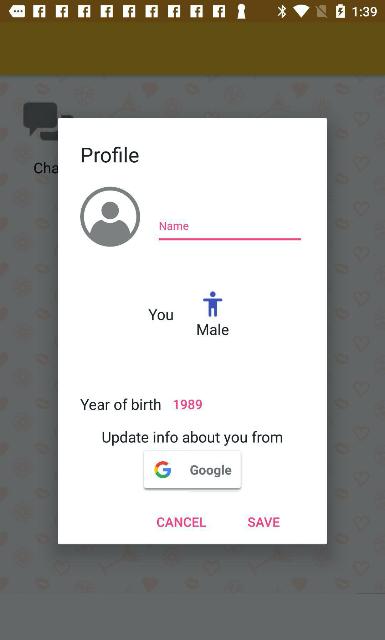 1:39
Cha
Profile
Name
You
Male
Year of birth 1989
Update info about you from
Google
CANCEL SAVE